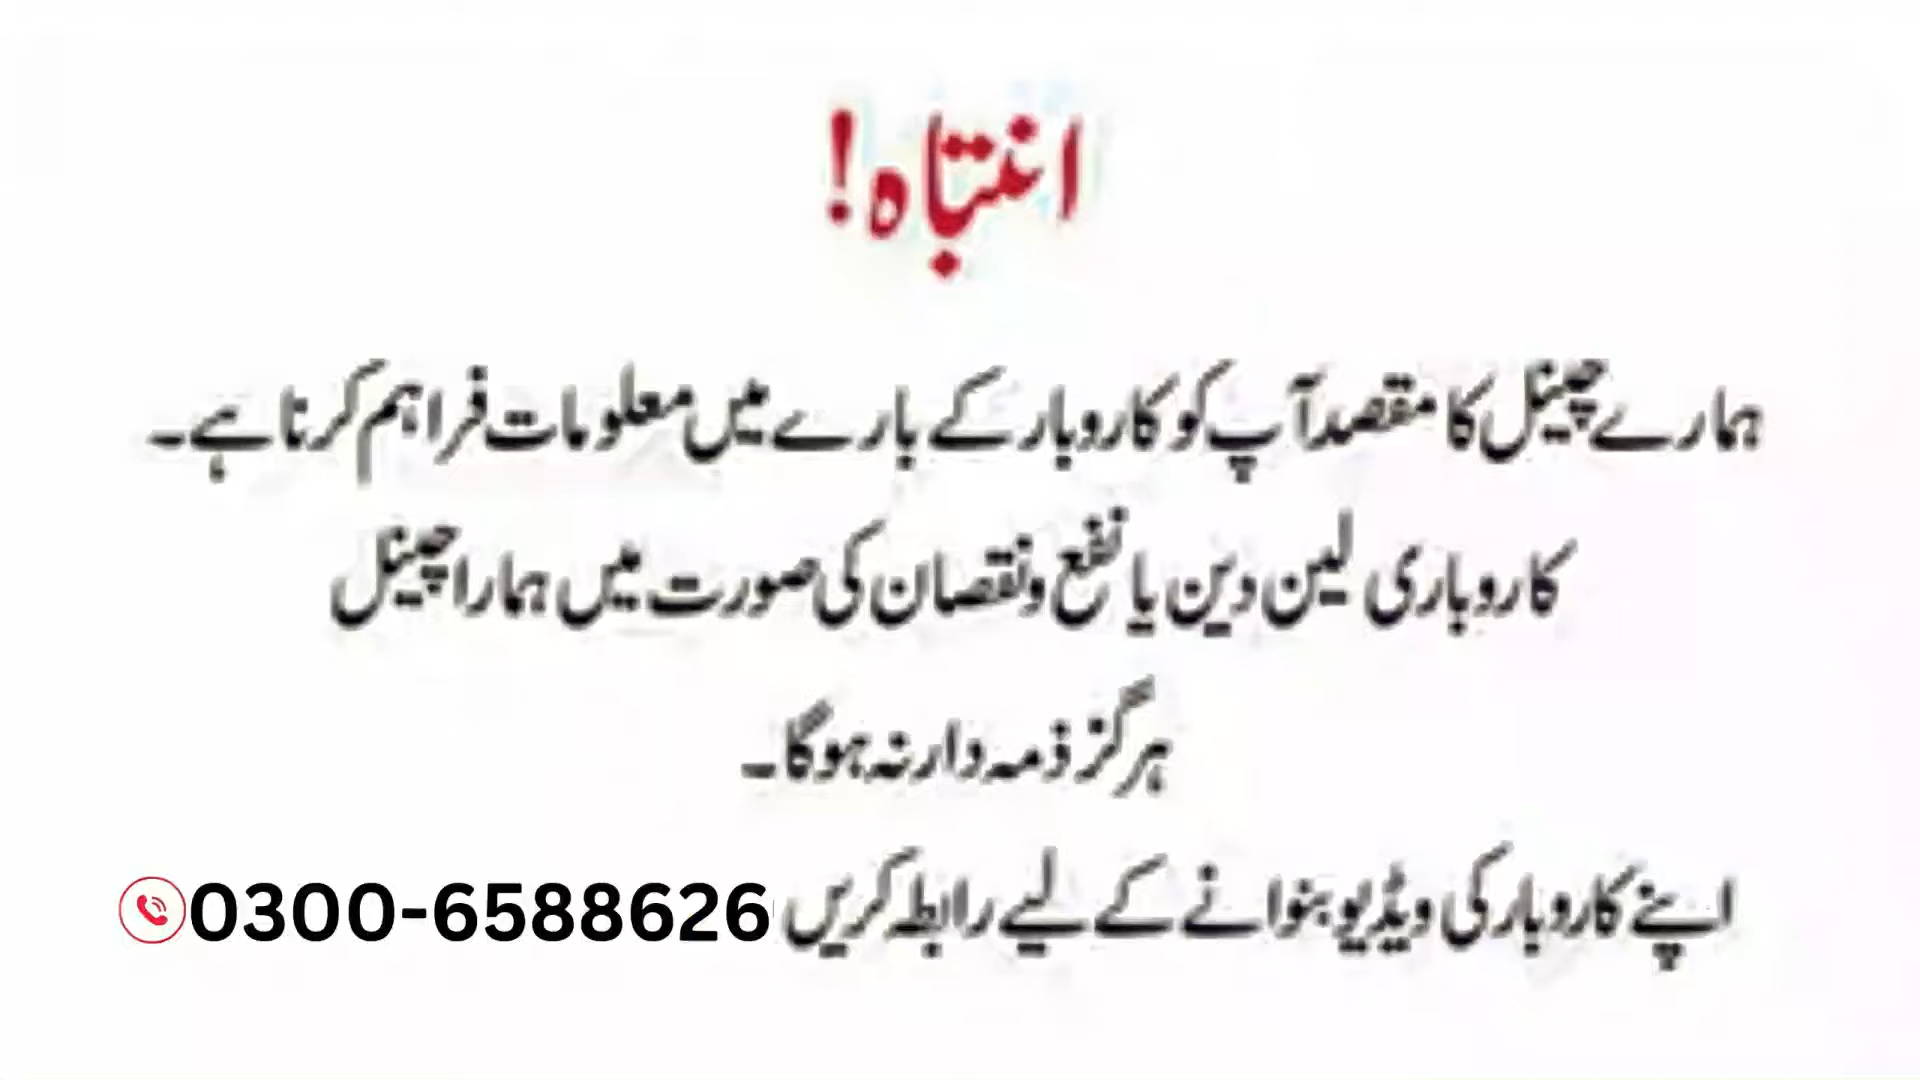 انتباہ!
ہمارے چینل کا مقصد آپ کو کاروبار کے بارے میں معلومات فراہم کرنا ہے۔
کاروباری لین دین یا نفع ونقصان کی صورت میں ہمارا چینل
ہرگز ذمہ دار نہ ہوگا۔
اپنے کاروبار کی ویڈیو بنوانے کے لیے رابطہ کریں 0300-6588626